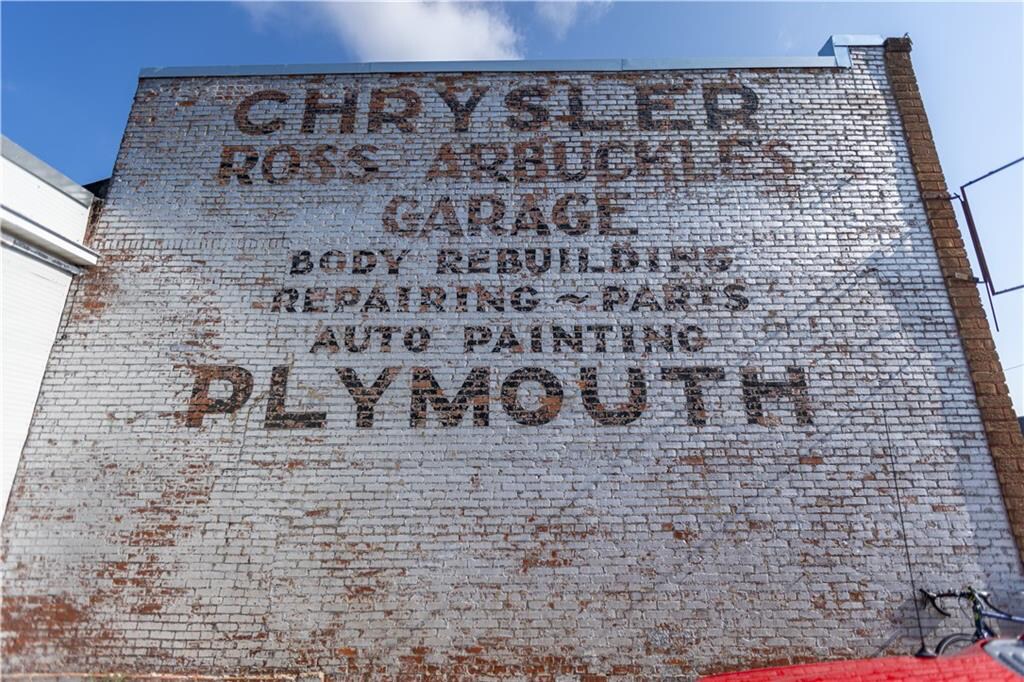 CHRYSLER
ROSS ARBUCKLES
GARAGE
BODY REBUILDING
REPAIRING ~ PARTS
AUTO PAINTING
PLYMOUTH